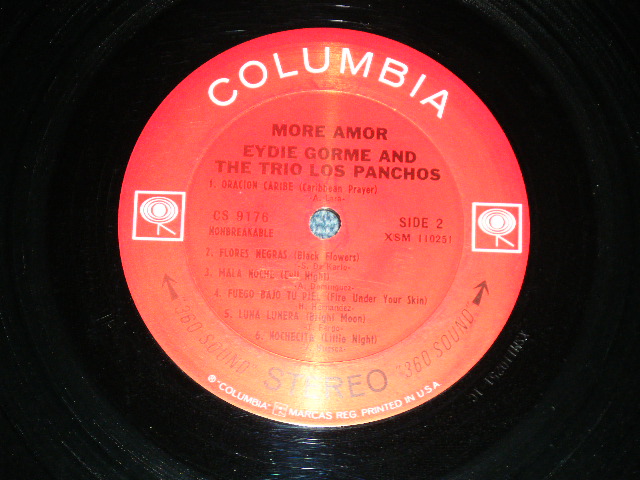 COLUMBIA
MORE AMOR
EYDIE GORME AND
THE TRIO LOS PANCHOS
1. ORACION CARIBE (Caribbean Prayer)
-A. Lara-
CS 9176
NONBREAKABLE
SIDE 2
XSM 110251
2. FLORES NEGRAS (Black Flowers)
3. MALA NOCHE (Evil Night)
-A. Dominguez-
4. FUEGO BAJO TU PIEL (Fire Under Your Skin)
5. LUNA LUNERA (Bright Moon)
6. NOCHECITA (Little Night)
"360 SOUND" STEREO "360 SOUND"
℗ "COLUMBIA" MARCAS REG. PRINTED IN U.S.A.